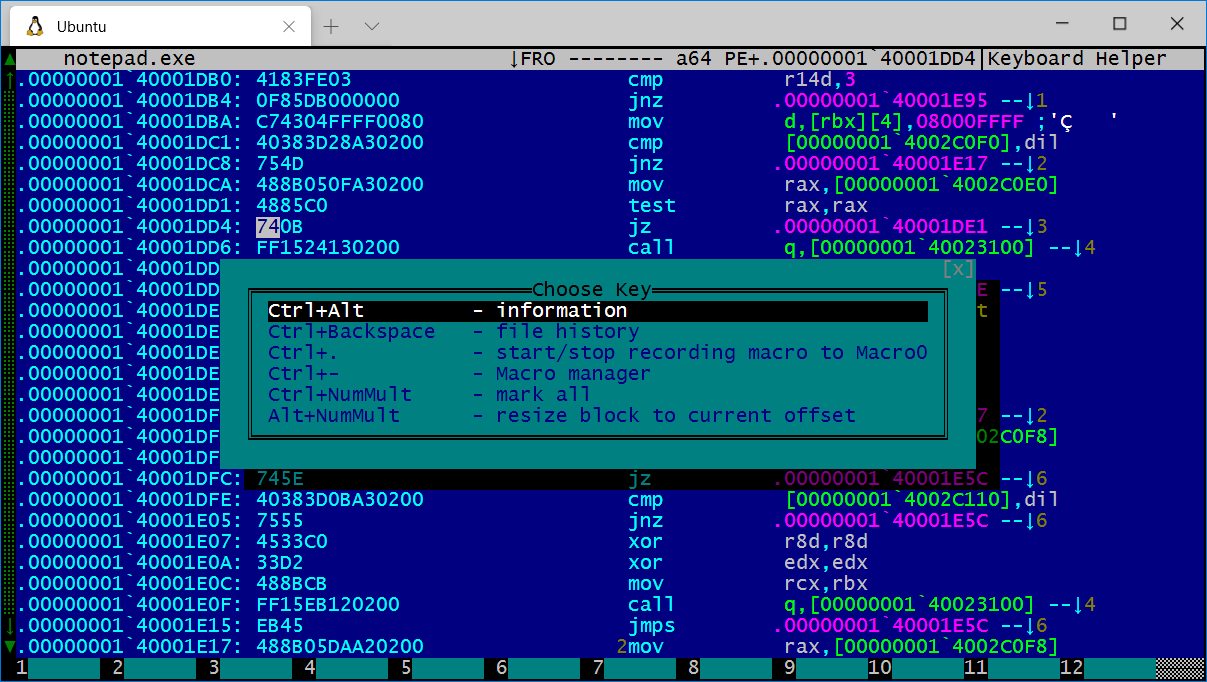 Ubuntu
notepad.exe ↓FRO -------- a64 PE+.00000001`40001DD4|Keyboard Helper
.00000001`40001DB0: 4183FE03 cmp r14d,3
.00000001`40001DB4: 0F85DB000000 jnz .00000001`40001E95 --↓1
.00000001`40001DBA: C74304FFFF0080 mov d,[rbx][4],08000FFFF ;'Ç   '
.00000001`40001DC1: 40383D28A30200 cmp [00000001`4002C0F0],dil
.00000001`40001DC8: 754D jnz .00000001`40001E17 --↓2
.00000001`40001DCA: 488B050FA30200 mov rax,[00000001`4002C0E0]
.00000001`40001DD1: 4885C0 test rax,rax
.00000001`40001DD4: 740B jz .00000001`40001DE1 --↓3
.00000001`40001DD6: FF1524130200 call q,[00000001`40023100] --↓4
.00000001`40001DD [x]
.00000001`40001DD E --↓5
Choose Key
.00000001`40001DE Ctrl+Alt - information t
.00000001`40001DE Ctrl+Backspace - file history
.00000001`40001DE Ctrl+. - start/stop recording macro to Macro0
.00000001`40001DE Ctrl+- - Macro manager
.00000001`40001DE Ctrl+NumMult - mark all
.00000001`40001DF Alt+NumMult - resize block to current offset 7 --↓2
.00000001`40001DF 02C0F8]
.00000001`40001DF
.00000001`40001DFC: 745E jz .00000001`40001E5C --↓6
.00000001`40001DFE: 40383D0BA30200 cmp [00000001`4002C110],dil
.00000001`40001E05: 7555 jnz .00000001`40001E5C --↓6
.00000001`40001E07: 4533C0 xor r8d,r8d
.00000001`40001E0A: 33D2 xor edx,edx
.00000001`40001E0C: 488BCB mov rcx,rbx
.00000001`40001E0F: FF15EB120200 call q,[00000001`40023100] --↓4
.00000001`40001E15: EB45 jmps .00000001`40001E5C --↓6
.00000001`40001E17: 488B05DAA20200 2mov rax,[00000001`4002C0F8]
1 2 3 4 5 6 7 8 9 10 11 12